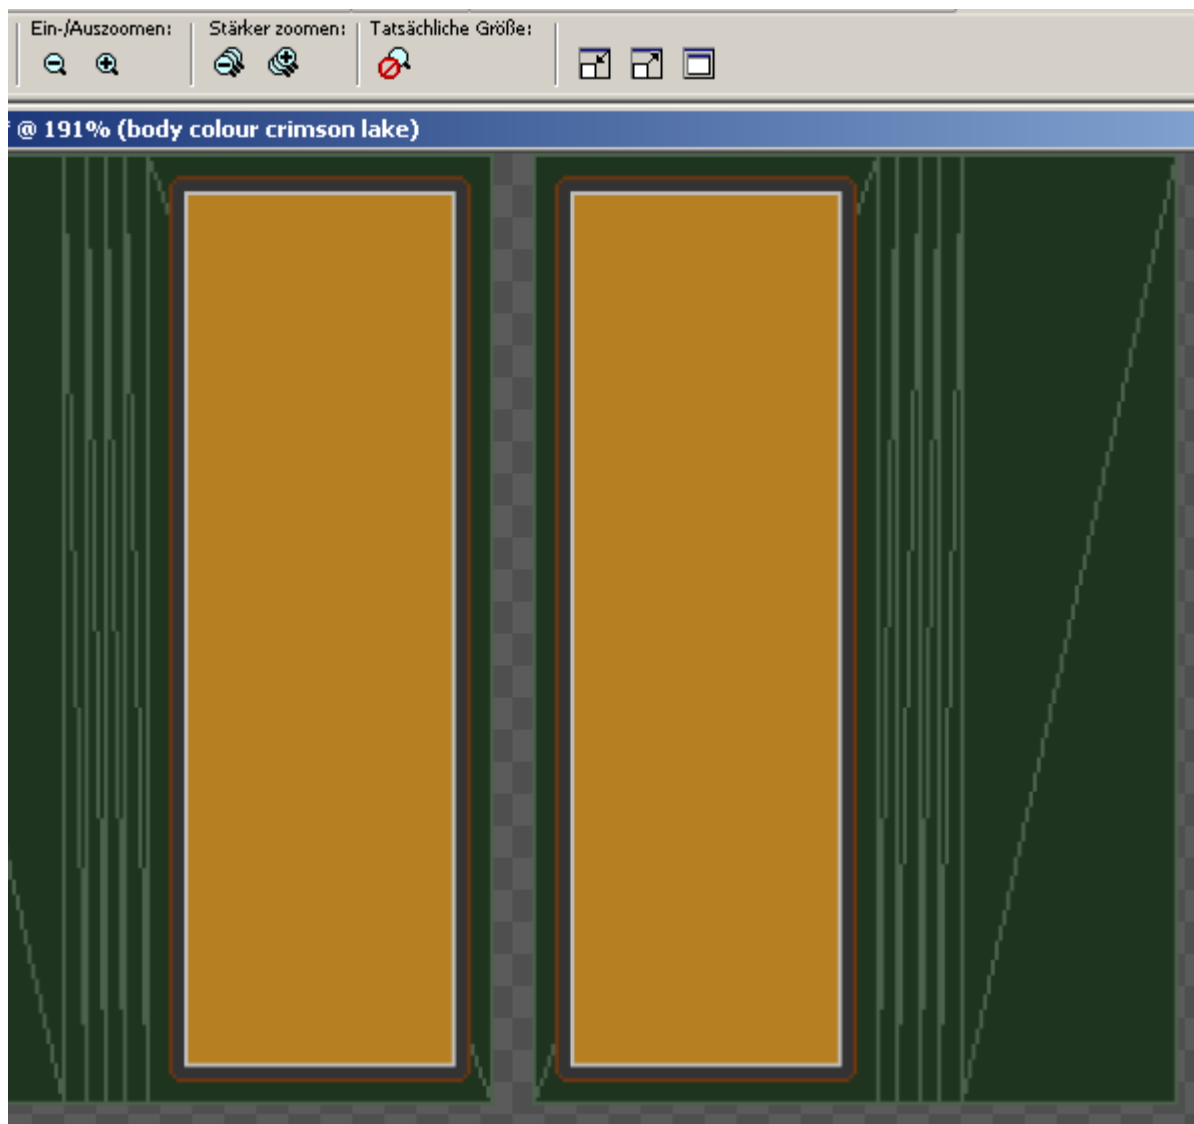 Ein-/Auszoomen: Stärker zoomen: Tatsächliche Größe:
@ 191% (body colour crimson lake)